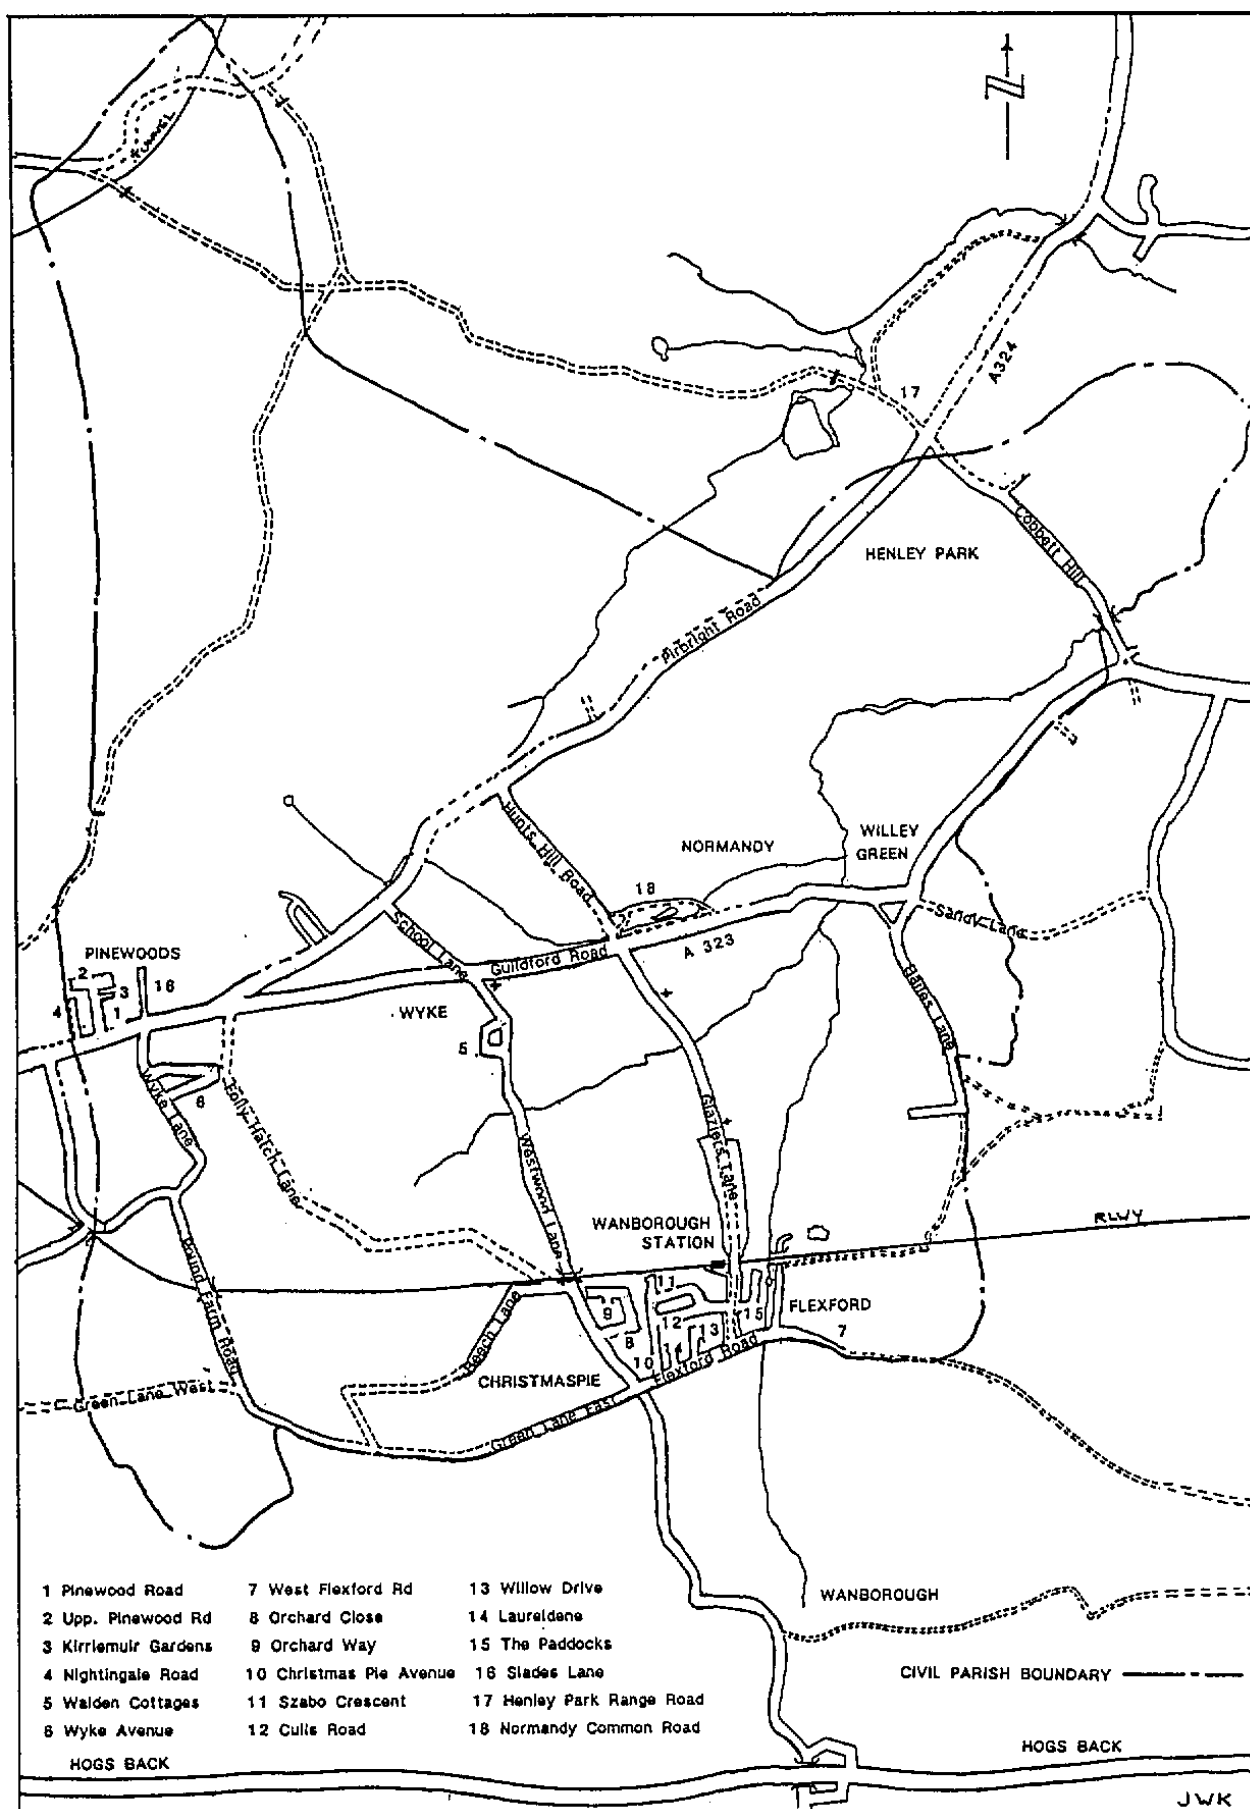 N
TUNNEL
A324
17
HENLEY PARK
Cobbett Hill
Pirbright Road
Hunts Hill Road
NORMANDY
WILLEY
GREEN
18
School Lane
Guildford Road
A 323
Sandy Lane
PINEWOODS
2
3
16
4
1
WYKE
5
Bailes Lane
Wyke Lane
6
Folly Hatch Lane
Glaziers Lane
Westwood Lane
WANBOROUGH
STATION
RLWY
Pound Farm Road
11
9
12
15
FLEXFORD
8
13
7
Beach Lane
10
14
Flexford Road
CHRISTMASPIE
Green Lane West
Green Lane East
1 Pinewood Road
2 Upp. Pinewood Rd
3 Kirriemuir Gardens
4 Nightingale Road
5 Walden Cottages
6 Wyke Avenue
7 West Flexford Rd
8 Orchard Close
9 Orchard Way
10 Christmas Pie Avenue
11 Szabo Crescent
12 Culls Road
13 Willow Drive
14 Laureldene
15 The Paddocks
16 Slades Lane
17 Henley Park Range Road
18 Normandy Common Road
WANBOROUGH
CIVIL PARISH BOUNDARY
HOGS BACK
HOGS BACK
JWK